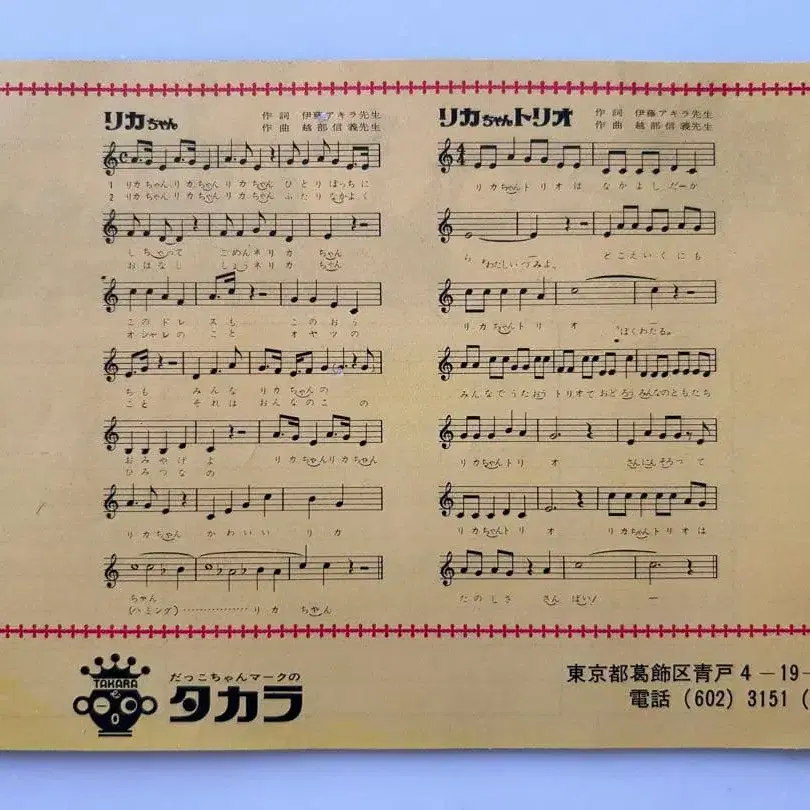 リカちゃん
作詞 伊藤アキラ先生
作曲 越部信義先生
1 リカちゃんリカちゃん リカちゃん ひとりぼっちに
2 リカちゃんリカちゃん リカちゃん ふたりなかよく
しちゃって ごめんネリカ ちゃん
おはなし しましょうネリカ ちゃん
このドレスも このおう
オシャレのこと オヤツの
ちも みんな リカちゃんの
こと それは おんなのこの
おみやげよ リカちゃんリカちゃん
ひみつなの
リカちゃん かわいい リカ
ちゃん
(ハミング)………………リカ ちゃん
リカちゃんトリオ
作詞 伊藤アキラ先生
作曲 越部信義先生
リカちゃんトリオは なかよしだーか
ら わたしいづみよ。 どこえいくにも
リカちゃんトリオ ーぼくわたる。
みんなでうたおう トリオでおどろう みんなのともだち
リカちゃんトリオ さんにんそろって
リカちゃんトリオ リカちゃんトリオは
たのしさ さんばい! ー
TAKARA
だっこちゃんマークの
タカラ
東京都葛飾区青戸4-19-
電話 (602) 3151 (